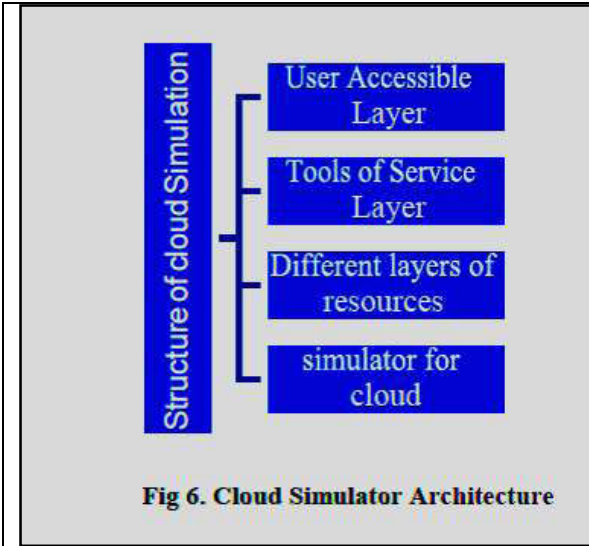 Structure of cloud Simulation
User Accessible
Layer
Tools of Service
Layer
Different layers of
resources
simulator for
cloud
Fig 6. Cloud Simulator Architecture